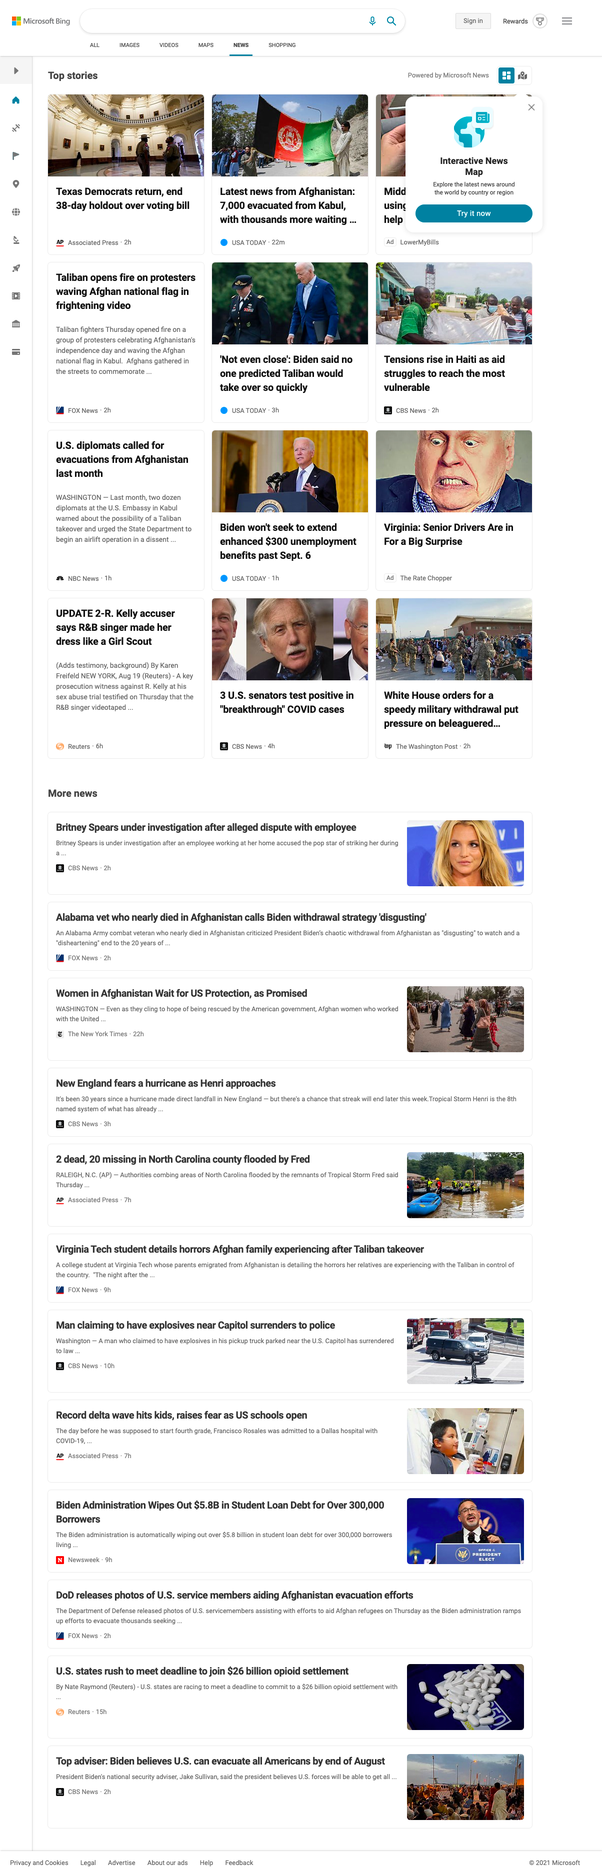 Microsoft Bing
Sign in
Rewards
ALL
IMAGES
VIDEOS
MAPS
NEWS
SHOPPING
Top stories
Powered by Microsoft News
Interactive News
Map
Explore the latest news around
the world by country or region
Try it now
Texas Democrats return, end
38-day holdout over voting bill
AP Associated Press · 2h
Latest news from Afghanistan:
7,000 evacuated from Kabul,
with thousands more waiting ...
USA TODAY · 22m
Midd
using
help
Ad LowerMyBills
Taliban opens fire on protesters
waving Afghan national flag in
frightening video
Taliban fighters Thursday opened fire on a
group of protesters celebrating Afghanistan's
independence day and waving the Afghan
national flag in Kabul. Afghans gathered in
the streets to commemorate ...
FOX News · 2h
'Not even close': Biden said no
one predicted Taliban would
take over so quickly
USA TODAY · 3h
Tensions rise in Haiti as aid
struggles to reach the most
vulnerable
CBS News · 2h
U.S. diplomats called for
evacuations from Afghanistan
last month
WASHINGTON — Last month, two dozen
diplomats at the U.S. Embassy in Kabul
warned about the possibility of a Taliban
takeover and urged the State Department to
begin an airlift operation in a dissent ...
NBC News · 1h
Biden won't seek to extend
enhanced $300 unemployment
benefits past Sept. 6
USA TODAY · 1h
Virginia: Senior Drivers Are in
For a Big Surprise
Ad The Rate Chopper
UPDATE 2-R. Kelly accuser
says R&B singer made her
dress like a Girl Scout
(Adds testimony, background) By Karen
Freifeld NEW YORK, Aug 19 (Reuters) - A key
prosecution witness against R. Kelly at his
sex abuse trial testified on Thursday that the
R&B singer videotaped ...
Reuters · 6h
3 U.S. senators test positive in
"breakthrough" COVID cases
CBS News · 4h
White House orders for a
speedy military withdrawal put
pressure on beleaguered...
wp The Washington Post · 2h
More news
Britney Spears under investigation after alleged dispute with employee
Britney Spears is under investigation after an employee working at her home accused the pop star of striking her during
a ...
CBS News · 2h
Alabama vet who nearly died in Afghanistan calls Biden withdrawal strategy 'disgusting'
An Alabama Army combat veteran who nearly died in Afghanistan criticized President Biden's chaotic withdrawal from Afghanistan as "disgusting" to watch and a
"disheartening" end to the 20 years of ...
FOX News · 2h
Women in Afghanistan Wait for US Protection, as Promised
WASHINGTON — Even as they cling to hope of being rescued by the American government, Afghan women who worked
with the United ...
The New York Times · 22h
New England fears a hurricane as Henri approaches
It's been 30 years since a hurricane made direct landfall in New England — but there's a chance that streak will end later this week.Tropical Storm Henri is the 8th
named system of what has already ...
CBS News · 3h
2 dead, 20 missing in North Carolina county flooded by Fred
RALEIGH, N.C. (AP) — Authorities combing areas of North Carolina flooded by the remnants of Tropical Storm Fred said
Thursday ...
AP Associated Press · 7h
Virginia Tech student details horrors Afghan family experiencing after Taliban takeover
A college student at Virginia Tech whose parents emigrated from Afghanistan is detailing the horrors her relatives are experiencing with the Taliban in control of
the country. "The night after the ...
FOX News · 9h
Man claiming to have explosives near Capitol surrenders to police
Washington — A man who claimed to have explosives in his pickup truck parked near the U.S. Capitol has surrendered
to law ...
CBS News · 10h
Record delta wave hits kids, raises fear as US schools open
The day before he was supposed to start fourth grade, Francisco Rosales was admitted to a Dallas hospital with
COVID-19, ...
AP Associated Press · 7h
Biden Administration Wipes Out $5.8B in Student Loan Debt for Over 300,000
Borrowers
The Biden administration is automatically wiping out over $5.8 billion in student loan debt for over 300,000 borrowers
living ...
N Newsweek · 9h
PRESIDENT
ELECT
DoD releases photos of U.S. service members aiding Afghanistan evacuation efforts
The Department of Defense released photos of U.S. servicemembers assisting with efforts to aid Afghan refugees on Thursday as the Biden administration ramps
up efforts to evacuate thousands seeking ...
FOX News · 2h
U.S. states rush to meet deadline to join $26 billion opioid settlement
By Nate Raymond (Reuters) - U.S. states are racing to meet a deadline to commit to a $26 billion opioid settlement with
...
Reuters · 15h
Top adviser: Biden believes U.S. can evacuate all Americans by end of August
President Biden's national security adviser, Jake Sullivan, said the president believes U.S. forces will be able to get all ...
CBS News · 2h
Privacy and Cookies
Legal
Advertise
About our ads
Help
Feedback
© 2021 Microsoft